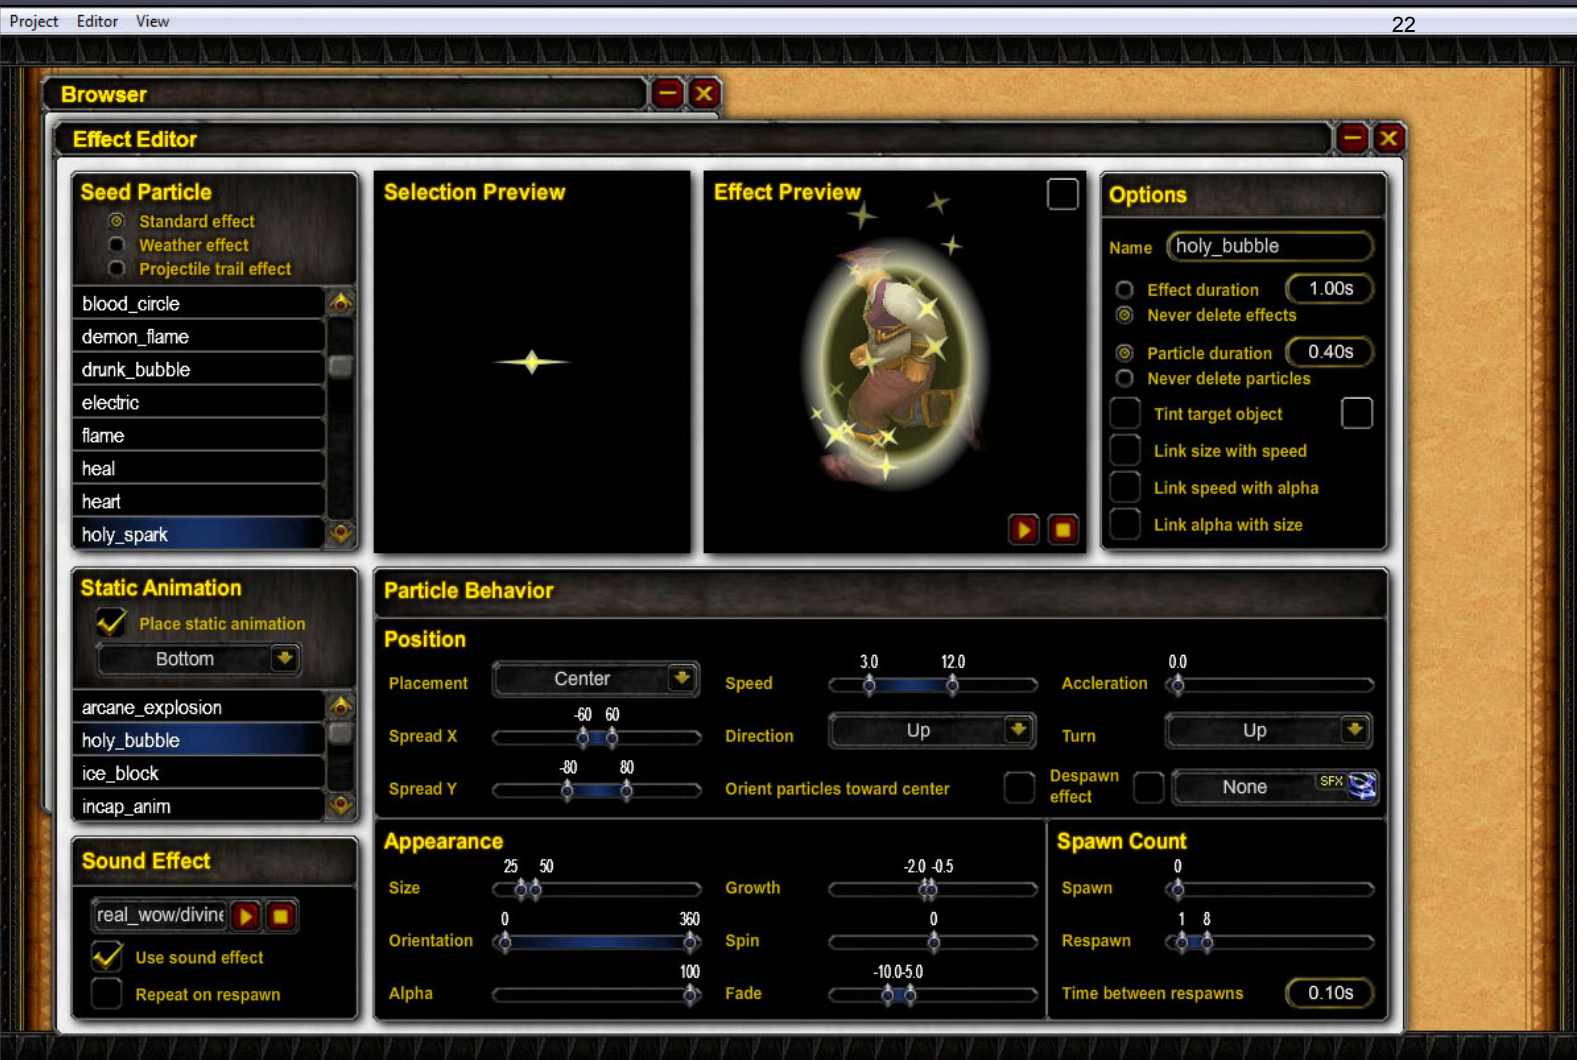 Project Editor View
22
Browser
Effect Editor
Seed Particle
Standard effect
Weather effect
Projectile trail effect
blood_circle
demon_flame
drunk_bubble
electric
flame
heal
heart
holy_spark
Selection Preview
Effect Preview
Options
Name holy_bubble
Effect duration 1.00s
Never delete effects
Particle duration 0.40s
Never delete particles
Tint target object
Link size with speed
Link speed with alpha
Link alpha with size
Static Animation
Place static animation
Bottom
arcane_explosion
holy_bubble
ice_block
incap_anim
Sound Effect
real_wow/divine
Use sound effect
Repeat on respawn
Particle Behavior
Position
3.0 12.0 0.0
Placement Center Speed Accleration
-60 60
Spread X Direction Up Turn Up
-80 80
Spread Y Orient particles toward center Despawn effect None SFX
Appearance
25 50 -2.0 -0.5
Size Growth
0 360 0
Orientation Spin
100 -10.0 -5.0
Alpha Fade
Spawn Count
0
Spawn
1 8
Respawn
Time between respawns 0.10s